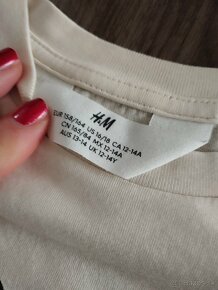 H&M
EUR 158/164 US 16/18 CA 12-14A
CN 165/84 MX 12-14A
AUS 13-14 UK 12-14Y